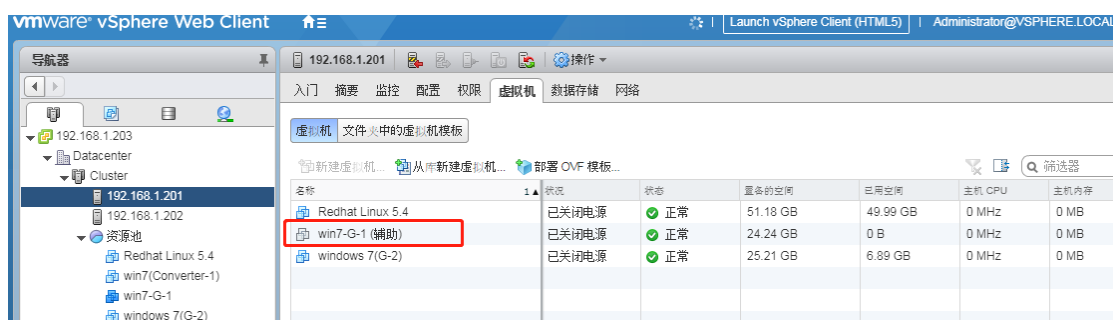 vmware® vSphere Web Client Launch vSphere Client (HTML5) | Administrator@VSPHERE.LOCAL
导航器
192.168.1.203
Datacenter
Cluster
192.168.1.201
192.168.1.202
资源池
Redhat Linux 5.4
win7(Converter-1)
win7-G-1
windows 7(G-2)
192.168.1.201 操作
入门 摘要 监控 配置 权限 虚拟机 数据存储 网络
虚拟机 文件夹中的虚拟机模板
新建虚拟机... 从库新建虚拟机... 部署 OVF 模板... 筛选器
名称 1▲ 状况 状态 置备的空间 已用空间 主机 CPU 主机内存
Redhat Linux 5.4 已关闭电源 正常 51.18 GB 49.99 GB 0 MHz 0 MB
win7-G-1 (辅助) 已关闭电源 正常 24.24 GB 0 B 0 MHz 0 MB
windows 7(G-2) 已关闭电源 正常 25.21 GB 6.89 GB 0 MHz 0 MB